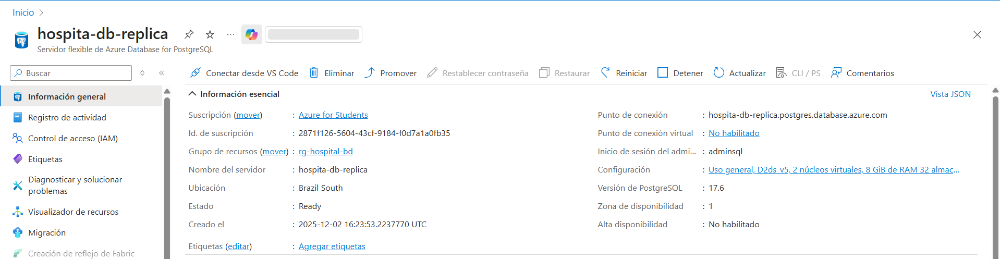 Inicio
hospita-db-replica
Servidor flexible de Azure Database for PostgreSQL
Buscar
Conectar desde VS Code Eliminar Promover Restablecer contraseña Restaurar Reiniciar Detener Actualizar CLI / PS Comentarios
Información general
Registro de actividad
Control de acceso (IAM)
Etiquetas
Diagnosticar y solucionar
problemas
Visualizador de recursos
Migración
Creación de reflejo de Fabric
Información esencial
Vista JSON
Suscripción (mover) : Azure for Students
Id. de suscripción : 2871f126-5604-43cf-9184-f0d7a1a0fb35
Grupo de recursos (mover) : rg-hospital-bd
Nombre del servidor : hospita-db-replica
Ubicación : Brazil South
Estado : Ready
Creado el : 2025-12-02 16:23:53.2237770 UTC
Etiquetas (editar) : Agregar etiquetas
Punto de conexión : hospita-db-replica.postgres.database.azure.com
Punto de conexión virtual : No habilitado
Inicio de sesión del admi... : adminsql
Configuración : Uso general, D2ds_v5, 2 núcleos virtuales, 8 GiB de RAM 32 almac...
Versión de PostgreSQL : 17.6
Zona de disponibilidad : 1
Alta disponibilidad : No habilitado